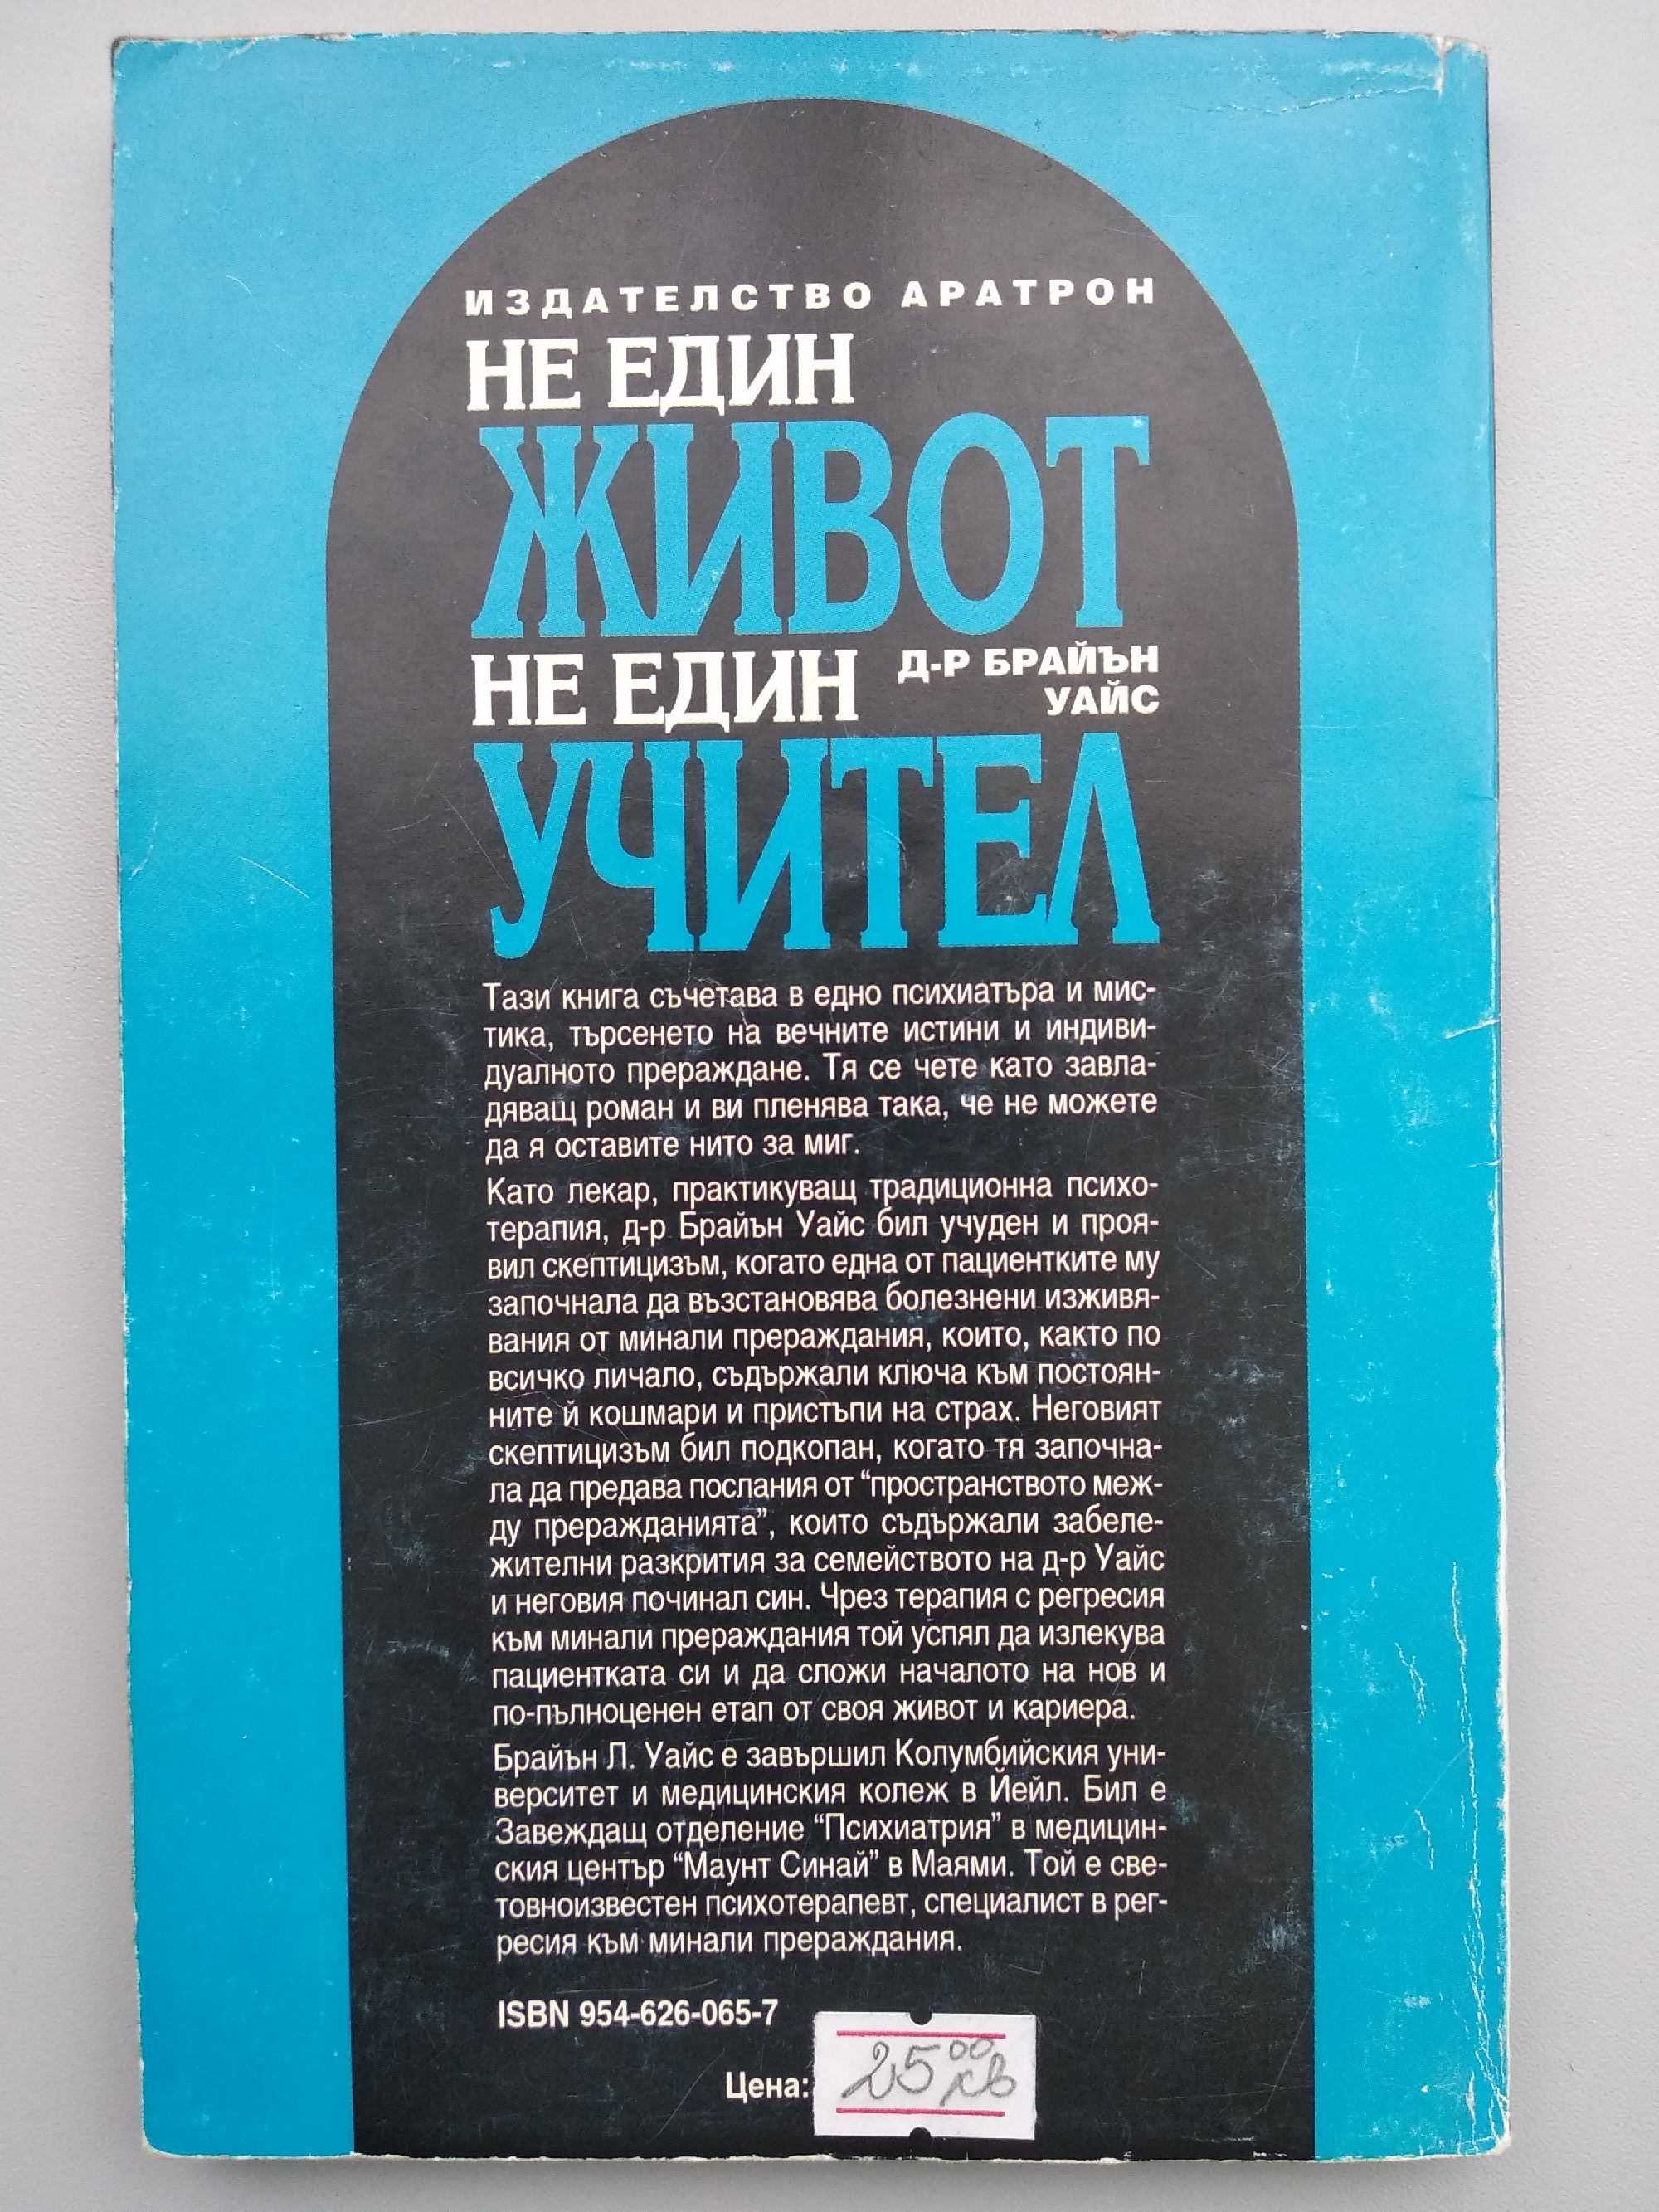 ИЗДАТЕЛСТВО АРАТРОН
НЕ ЕДИН
ЖИВОТ
НЕ ЕДИН
Д-Р БРАЙЪН
УАЙС
УЧИТЕЛ
Тази книга съчетава в едно психиатъра и мис-
тика, търсенето на вечните истини и индиви-
дуалното прераждане. Тя се чете като завла-
дяващ роман и ви пленява така, че не можете
да я оставите нито за миг.
Като лекар, практикуващ традиционна психо-
терапия, д-р Брайън Уайс бил учуден и проя-
вил скептицизъм, когато една от пациентките му
започнала да възстановява болезнени изживя-
вания от минали прераждания, които, както по
всичко личало, съдържали ключа към постоян-
ните й кошмари и пристъпи на страх. Неговият
скептицизъм бил подкопан, когато тя започна-
ла да предава послания от “пространството меж-
ду преражданията”, които съдържали забеле-
жителни разкрития за семейството на д-р Уайс
и неговия починал син. Чрез терапия с регресия
към минали прераждания той успял да излекува
пациентката си и да сложи началото на нов и
по-пълноценен етап от своя живот и кариера.
Брайън Л. Уайс е завършил Колумбийския уни-
верситет и медицинския колеж в Йейл. Бил е
Завеждащ отделение “Психиатрия” в медицин-
ския център “Маунт Синай” в Маями. Той е све-
товноизвестен психотерапевт, специалист в рег-
ресия към минали прераждания.
ISBN 954-626-065-7
Цена: 25 00 лв